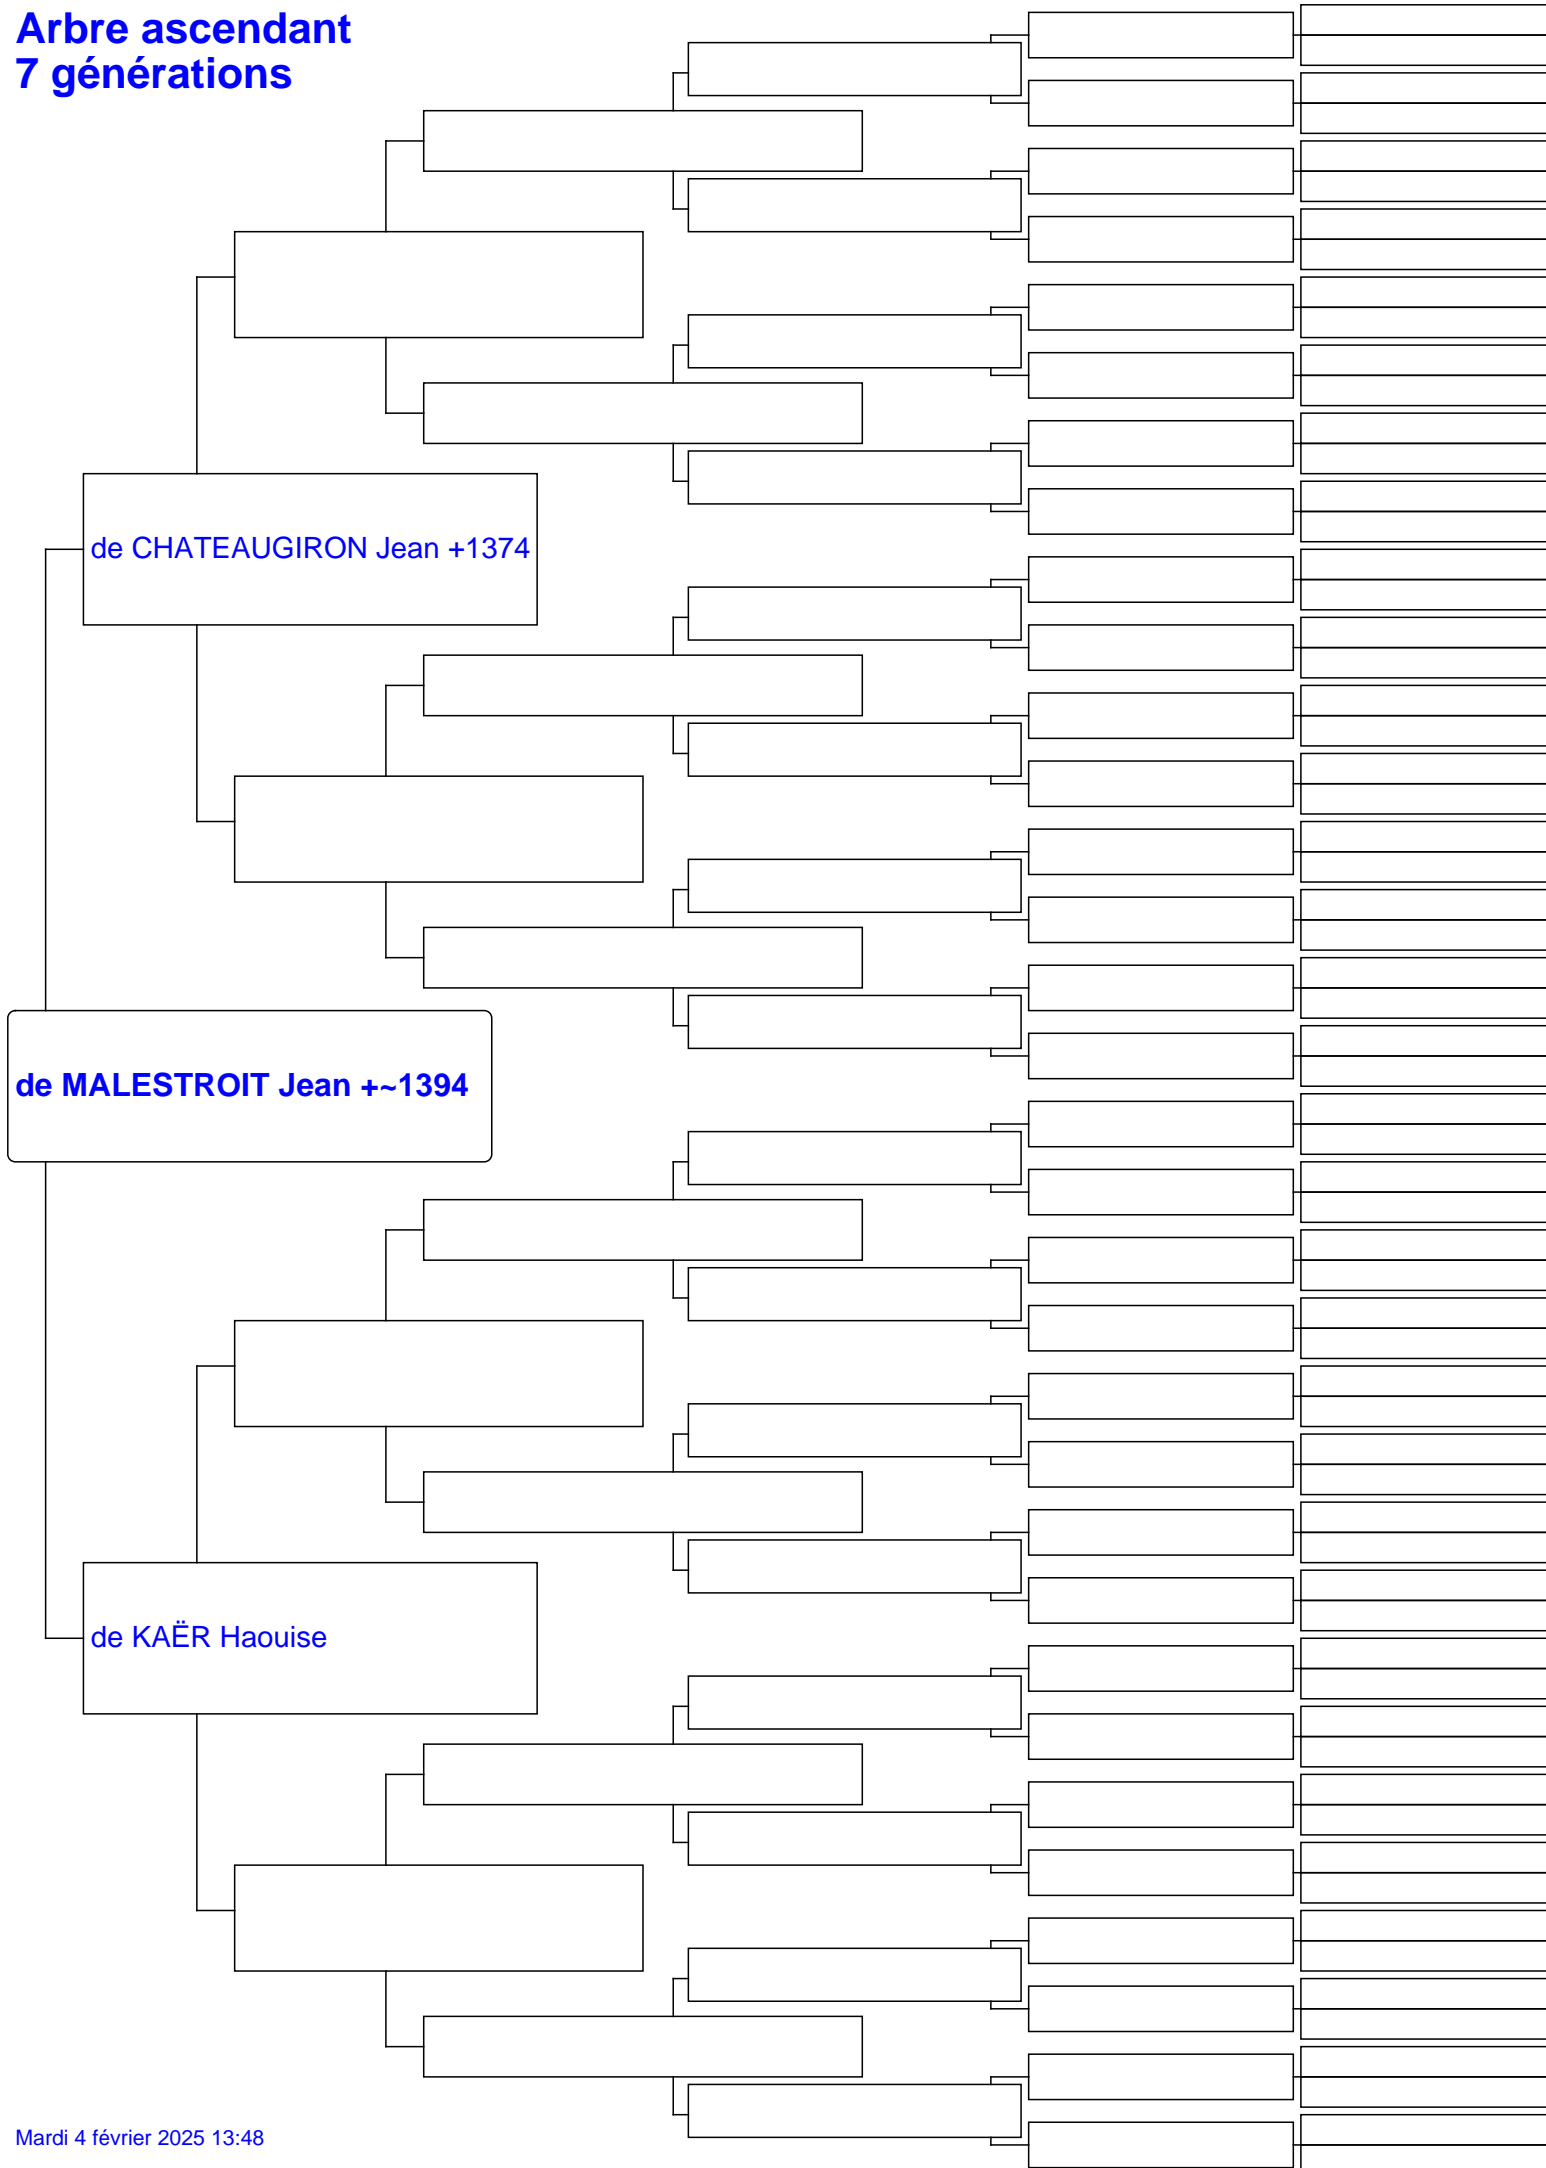 Arbre ascendant
7 générations
de CHATEAUGIRON Jean +1374
de MALESTROIT Jean +~1394
de KAËR Haouise
Mardi 4 février 2025 13:48